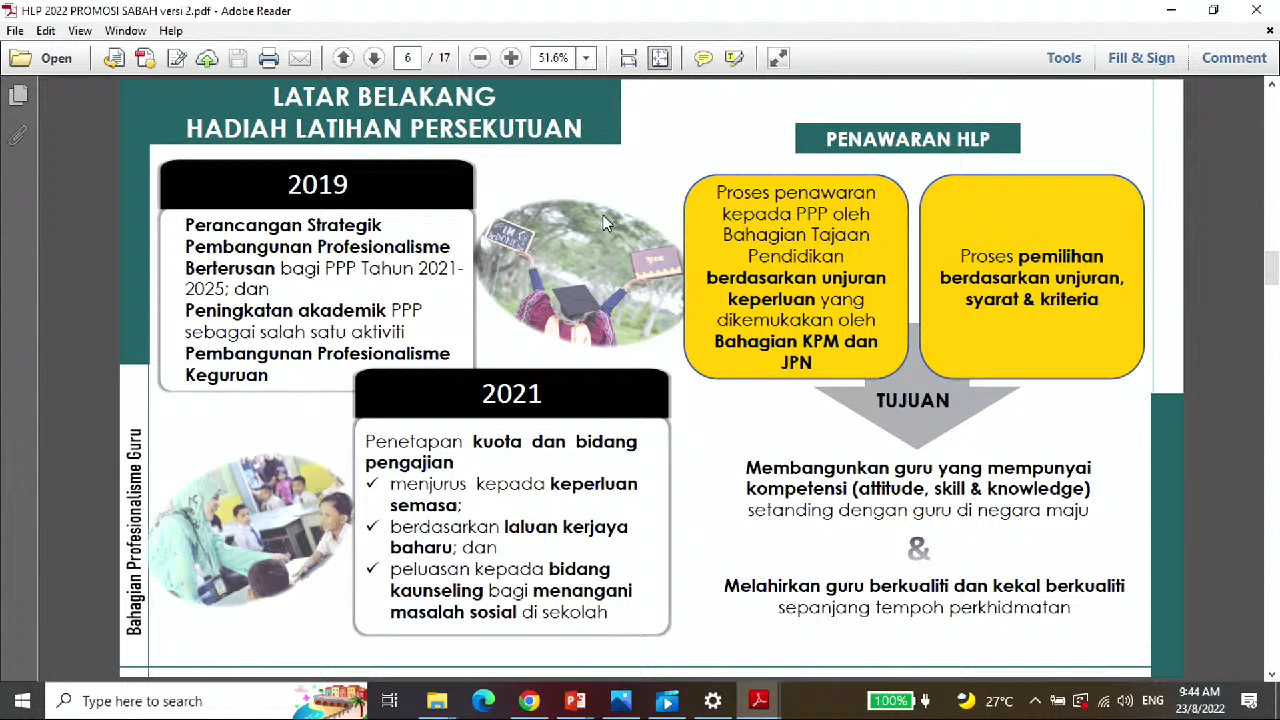 HLP 2022 PROMOSI SABAH versi 2.pdf - Adobe Reader
File Edit View Window Help
Open 6 / 17 51.6% Tools Fill & Sign Comment
LATAR BELAKANG
HADIAH LATIHAN PERSEKUTUAN
2019
Perancangan Strategik
Pembangunan Profesionalisme
Berterusan bagi PPP Tahun 2021-
2025; dan
Peningkatan akademik PPP
sebagai salah satu aktiviti
Pembangunan Profesionalisme
Keguruan
2021
Penetapan kuota dan bidang
pengajian
✓ menjurus kepada keperluan
semasa;
✓ berdasarkan laluan kerjaya
baharu; dan
✓ peluasan kepada bidang
kaunseling bagi menangani
masalah sosial di sekolah
Bahagian Profesionalisme Guru
PENAWARAN HLP
Proses penawaran
kepada PPP oleh
Bahagian Tajaan
Pendidikan
berdasarkan unjuran
keperluan yang
dikemukakan oleh
Bahagian KPM dan
JPN
Proses pemilihan
berdasarkan unjuran,
syarat & kriteria
TUJUAN
Membangunkan guru yang mempunyai
kompetensi (attitude, skill & knowledge)
setanding dengan guru di negara maju
&
Melahirkan guru berkualiti dan kekal berkualiti
sepanjang tempoh perkhidmatan
Type here to search
100% 27°C ENG
9:44 AM
23/8/2022